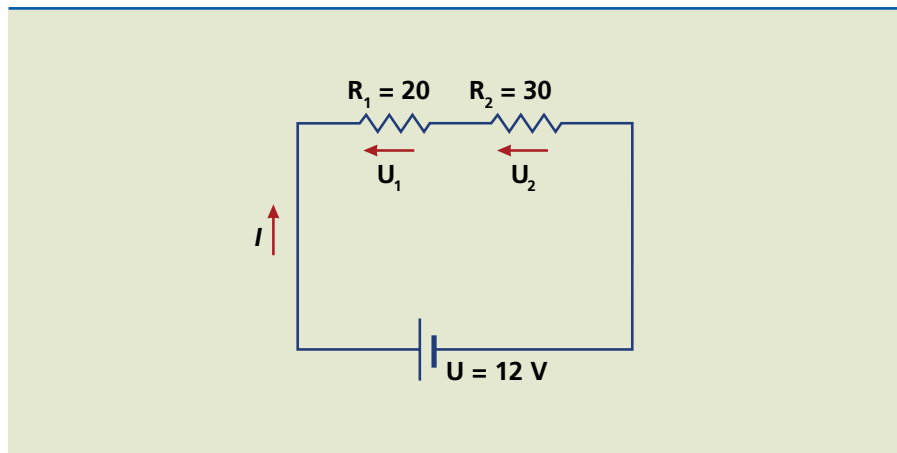 R₁ = 20 R₂ = 30
U₁ U₂
I
U = 12 V